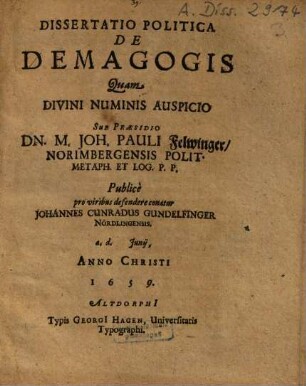 A. Diss. 2974
DISSERTATIO POLITICA
DE
DEMAGOGIS
Quam
DIVINI NUMINIS AUSPICIO
SUB PRÆSIDIO
DN. M. JOH. PAULI Felwinger/
NORIMBERGENSIS POLIT.
METAPH. ET LOG. P. P.
Publicè
pro viribus defendere conatur
JOHANNES CUNRADUS GUNDELFINGER
NÖRDLINGENSIS.
a. d. Junij,
ANNO CHRISTI
1659.
ALTDORPHI
Typis GEORGI HAGEN, Universitatis
Typographi.